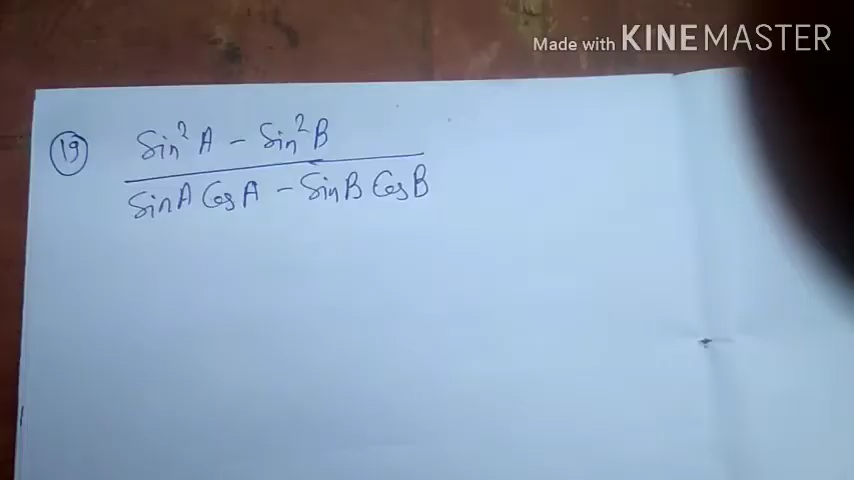 Made with KINEMASTER
19 Sin²A - Sin²B
SinA CosA - SinB CosB